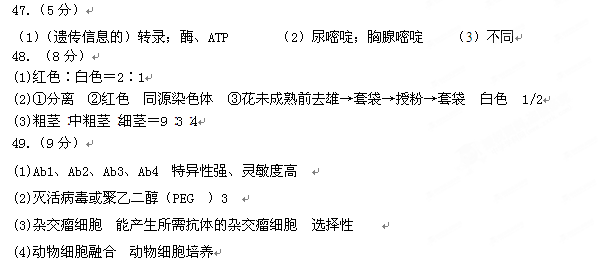 47.（5 分）
（1）（遗传信息的）转录；酶、ATP （2）尿嘧啶；胸腺嘧啶 （3）不同
48. （8分）
(1)红色∶白色＝2∶1
(2)①分离 ②红色 同源染色体 ③花未成熟前去雄→套袋→授粉→套袋 白色 1/2
(3)粗茎 中粗茎 细茎＝9 3 4
49.（9分）
(1)Ab1、Ab2、Ab3、Ab4 特异性强、灵敏度高
(2)灭活病毒或聚乙二醇（PEG ）3
(3)杂交瘤细胞 能产生所需抗体的杂交瘤细胞 选择性
(4)动物细胞融合 动物细胞培养